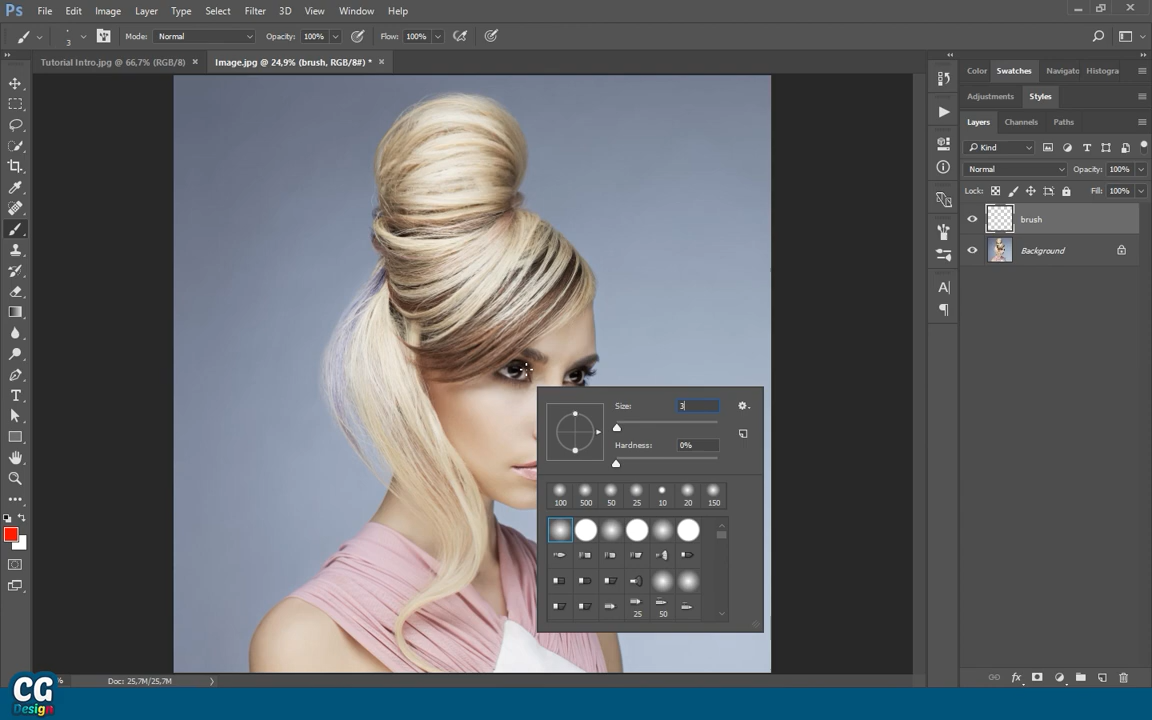 Ps File Edit Image Layer Type Select Filter 3D View Window Help
3 Mode: Normal Opacity: 100% Flow: 100%
Tutorial Intro.jpg @ 66,7% (RGB/8) × Image.jpg @ 24,9% (brush, RGB/8#) * ×
Color Swatches Navigato Histogra
Adjustments Styles
Layers Channels Paths
Kind
Normal Opacity: 100%
Lock: Fill: 100%
brush
Background
Size: 3
Hardness: 0%
100 500 50 25 10 20 150
25 50
% Doc: 25,7M/25,7M
CG
Design